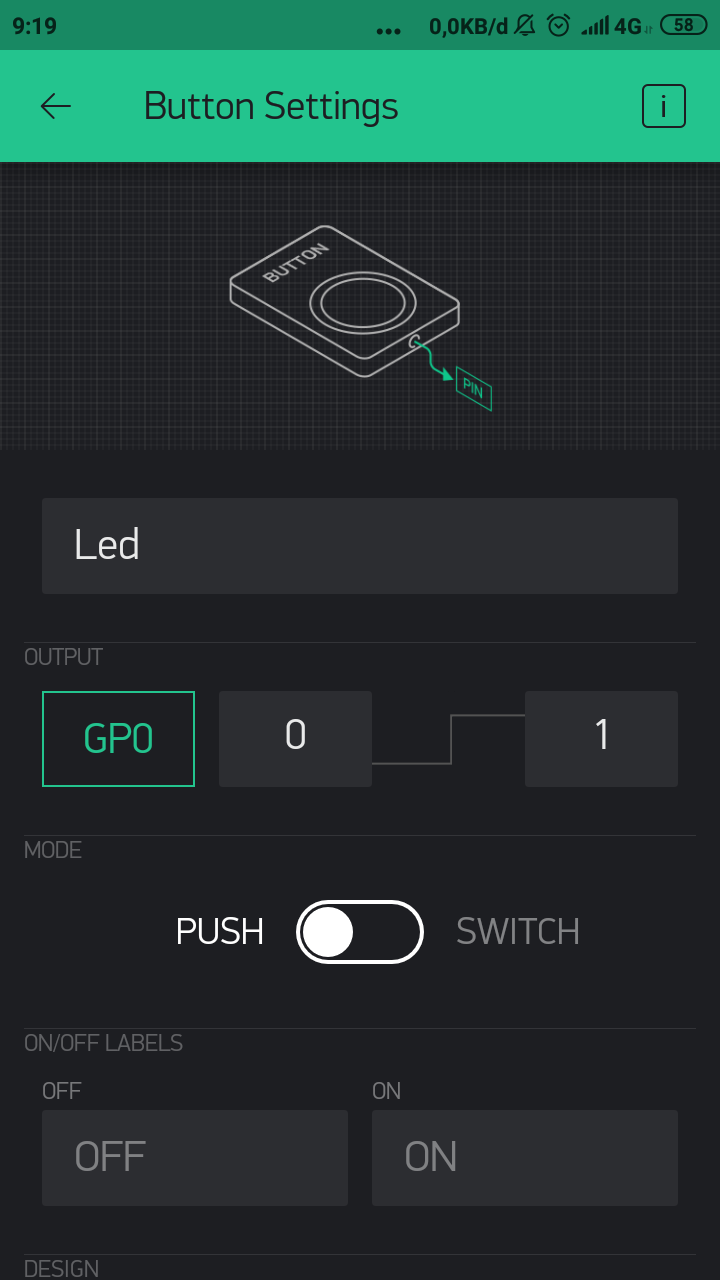 9:19 ... 0,0KB/d 4G 58
Button Settings i
BUTTON
PIN
Led
OUTPUT
GP0 0 1
MODE
PUSH SWITCH
ON/OFF LABELS
OFF ON
OFF ON
DESIGN